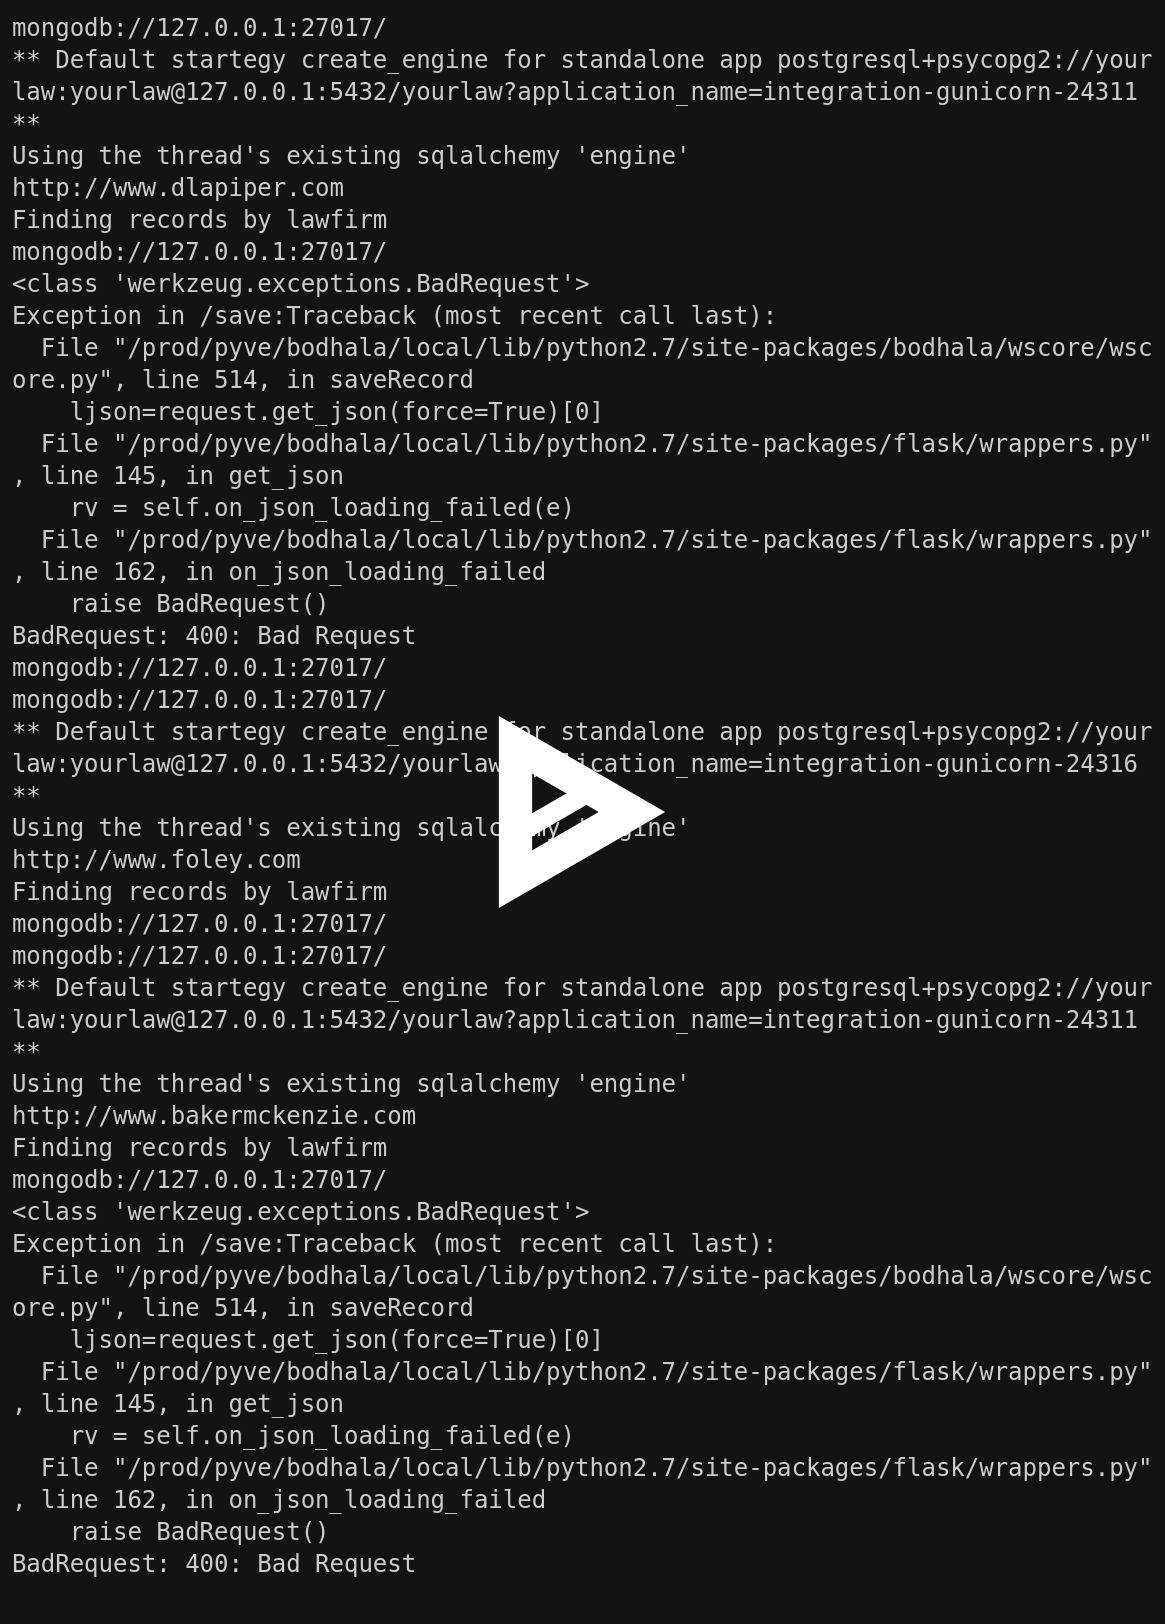 mongodb://127.0.0.1:27017/
** Default startegy create_engine for standalone app postgresql+psycopg2://your
law:yourlaw@127.0.0.1:5432/yourlaw?application_name=integration-gunicorn-24311
**
Using the thread's existing sqlalchemy 'engine'
http://www.dlapiper.com
Finding records by lawfirm
mongodb://127.0.0.1:27017/
<class 'werkzeug.exceptions.BadRequest'>
Exception in /save:Traceback (most recent call last):
  File "/prod/pyve/bodhala/local/lib/python2.7/site-packages/bodhala/wscore/wsc
ore.py", line 514, in saveRecord
    ljson=request.get_json(force=True)[0]
  File "/prod/pyve/bodhala/local/lib/python2.7/site-packages/flask/wrappers.py"
, line 145, in get_json
    rv = self.on_json_loading_failed(e)
  File "/prod/pyve/bodhala/local/lib/python2.7/site-packages/flask/wrappers.py"
, line 162, in on_json_loading_failed
    raise BadRequest()
BadRequest: 400: Bad Request
mongodb://127.0.0.1:27017/
mongodb://127.0.0.1:27017/
** Default startegy create_engine for standalone app postgresql+psycopg2://your
law:yourlaw@127.0.0.1:5432/yourlaw?application_name=integration-gunicorn-24316
**
Using the thread's existing sqlalchemy 'engine'
http://www.foley.com
Finding records by lawfirm
mongodb://127.0.0.1:27017/
mongodb://127.0.0.1:27017/
** Default startegy create_engine for standalone app postgresql+psycopg2://your
law:yourlaw@127.0.0.1:5432/yourlaw?application_name=integration-gunicorn-24311
**
Using the thread's existing sqlalchemy 'engine'
http://www.bakermckenzie.com
Finding records by lawfirm
mongodb://127.0.0.1:27017/
<class 'werkzeug.exceptions.BadRequest'>
Exception in /save:Traceback (most recent call last):
  File "/prod/pyve/bodhala/local/lib/python2.7/site-packages/bodhala/wscore/wsc
ore.py", line 514, in saveRecord
    ljson=request.get_json(force=True)[0]
  File "/prod/pyve/bodhala/local/lib/python2.7/site-packages/flask/wrappers.py"
, line 145, in get_json
    rv = self.on_json_loading_failed(e)
  File "/prod/pyve/bodhala/local/lib/python2.7/site-packages/flask/wrappers.py"
, line 162, in on_json_loading_failed
    raise BadRequest()
BadRequest: 400: Bad Request